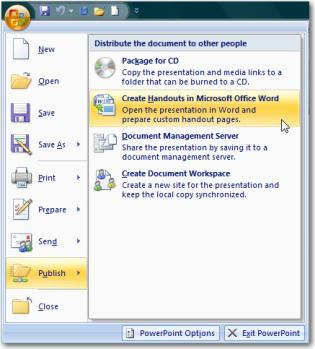 New
Open
Save
Save As
Print
Prepare
Send
Publish
Close
Distribute the document to other people
Package for CD
Copy the presentation and media links to a
folder that can be burned to a CD.
Create Handouts in Microsoft Office Word
Open the presentation in Word and
prepare custom handout pages.
Document Management Server
Share the presentation by saving it to a
document management server.
Create Document Workspace
Create a new site for the presentation and
keep the local copy synchronized.
PowerPoint Options
Exit PowerPoint